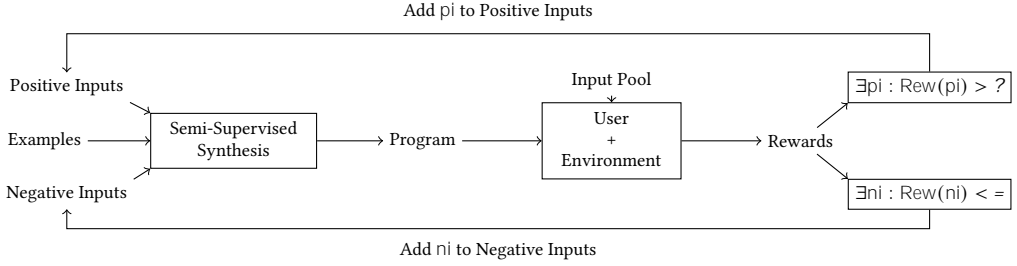 Add pi to Positive Inputs
Positive Inputs
Input Pool
∃pi : Rew(pi) > ?
Examples
Semi-Supervised
Synthesis
Program
User
+
Environment
Rewards
Negative Inputs
∃ni : Rew(ni) < =
Add ni to Negative Inputs